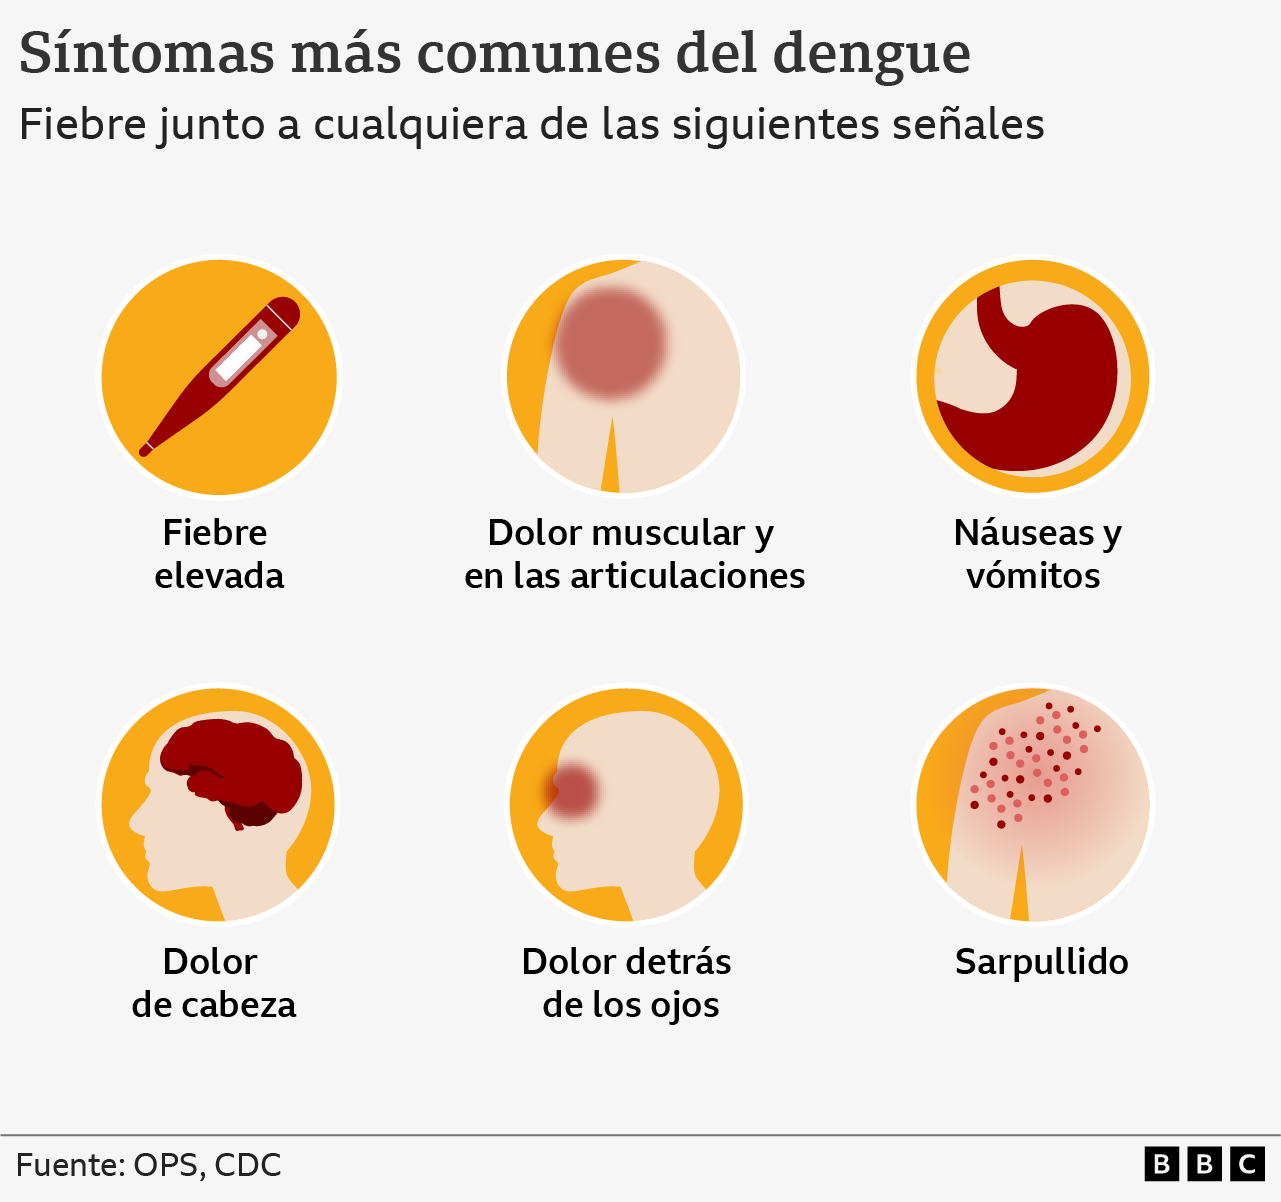 Síntomas más comunes del dengue
Fiebre junto a cualquiera de las siguientes señales
Fiebre
elevada
Dolor muscular y
en las articulaciones
Náuseas y
vómitos
Dolor
de cabeza
Dolor detrás
de los ojos
Sarpullido
Fuente: OPS, CDC
BBC